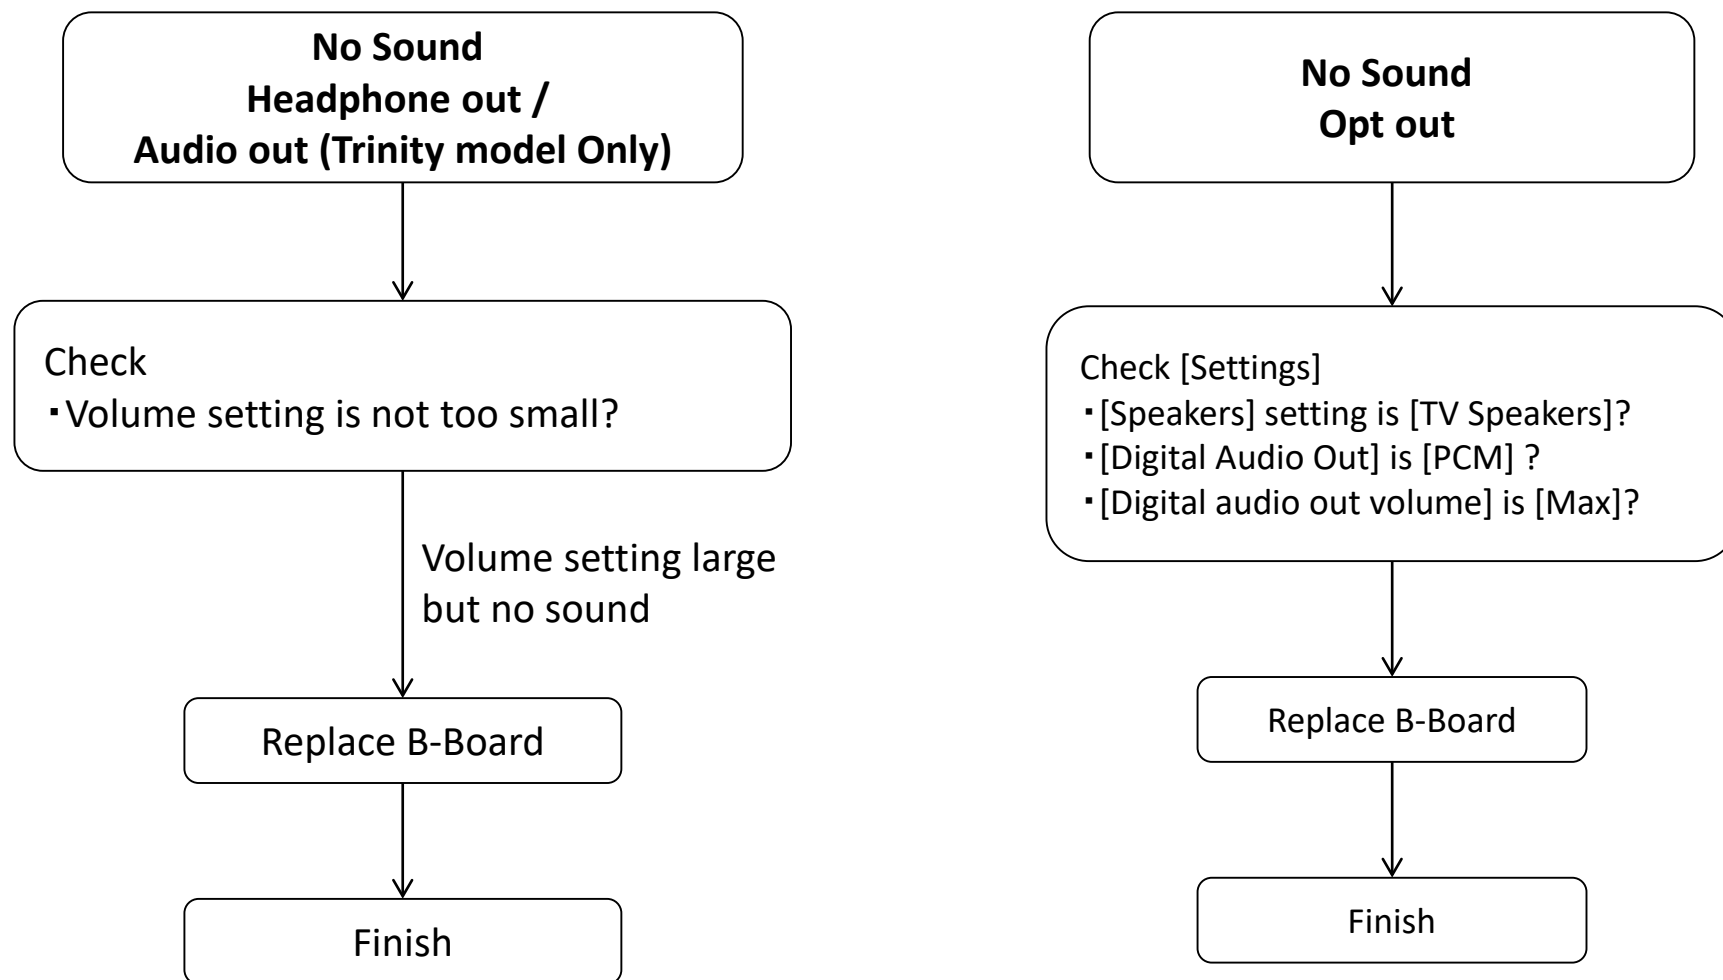 No Sound
Headphone out /
Audio out (Trinity model Only)
Check
▪Volume setting is not too small?
Volume setting large
but no sound
Replace B-Board
Finish
No Sound
Opt out
Check [Settings]
▪[Speakers] setting is [TV Speakers]?
▪[Digital Audio Out] is [PCM] ?
▪[Digital audio out volume] is [Max]?
Replace B-Board
Finish